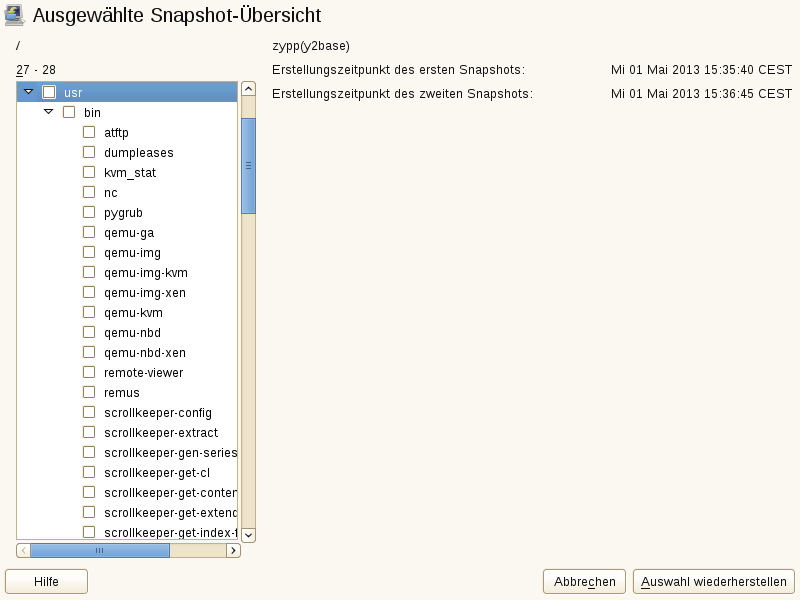 Ausgewählte Snapshot-Übersicht
/
zypp(y2base)
27 - 28
Erstellungszeitpunkt des ersten Snapshots: Mi 01 Mai 2013 15:35:40 CEST
Erstellungszeitpunkt des zweiten Snapshots: Mi 01 Mai 2013 15:36:45 CEST
usr
bin
atftp
dumpleases
kvm_stat
nc
pygrub
qemu-ga
qemu-img
qemu-img-kvm
qemu-img-xen
qemu-kvm
qemu-nbd
qemu-nbd-xen
remote-viewer
remus
scrollkeeper-config
scrollkeeper-extract
scrollkeeper-gen-series
scrollkeeper-get-cl
scrollkeeper-get-conten
scrollkeeper-get-extend
scrollkeeper-get-index-f
Hilfe
Abbrechen
Auswahl wiederherstellen